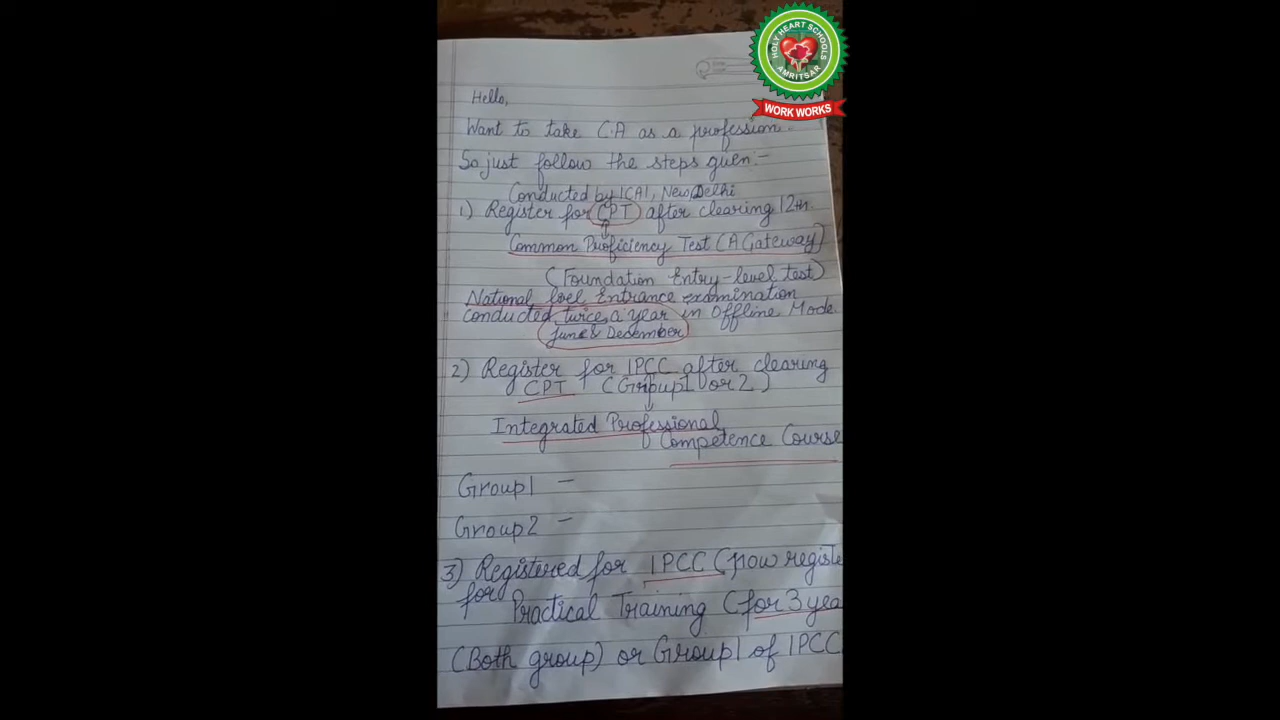 HOLY HEART SCHOOLS
AMRITSAR
WORK WORKS
Hello,
Want to take C.A as a profession.
So just follow the steps given:-
Conducted by ICAI, New Delhi
1) Register for CPT after clearing 12th.
Common Proficiency Test (A Gateway)
(Foundation Entry-level test)
National level Entrance examination
conducted twice a year in Offline Mode.
June & December
2) Register for IPCC after clearing
CPT (Group1 or 2)
Integrated Professional
Competence Course
Group1 -
Group2 -
3) Registered for IPCC (now registe
for Practical Training (for 3 yea
(Both group) or Group1 of IPCC.